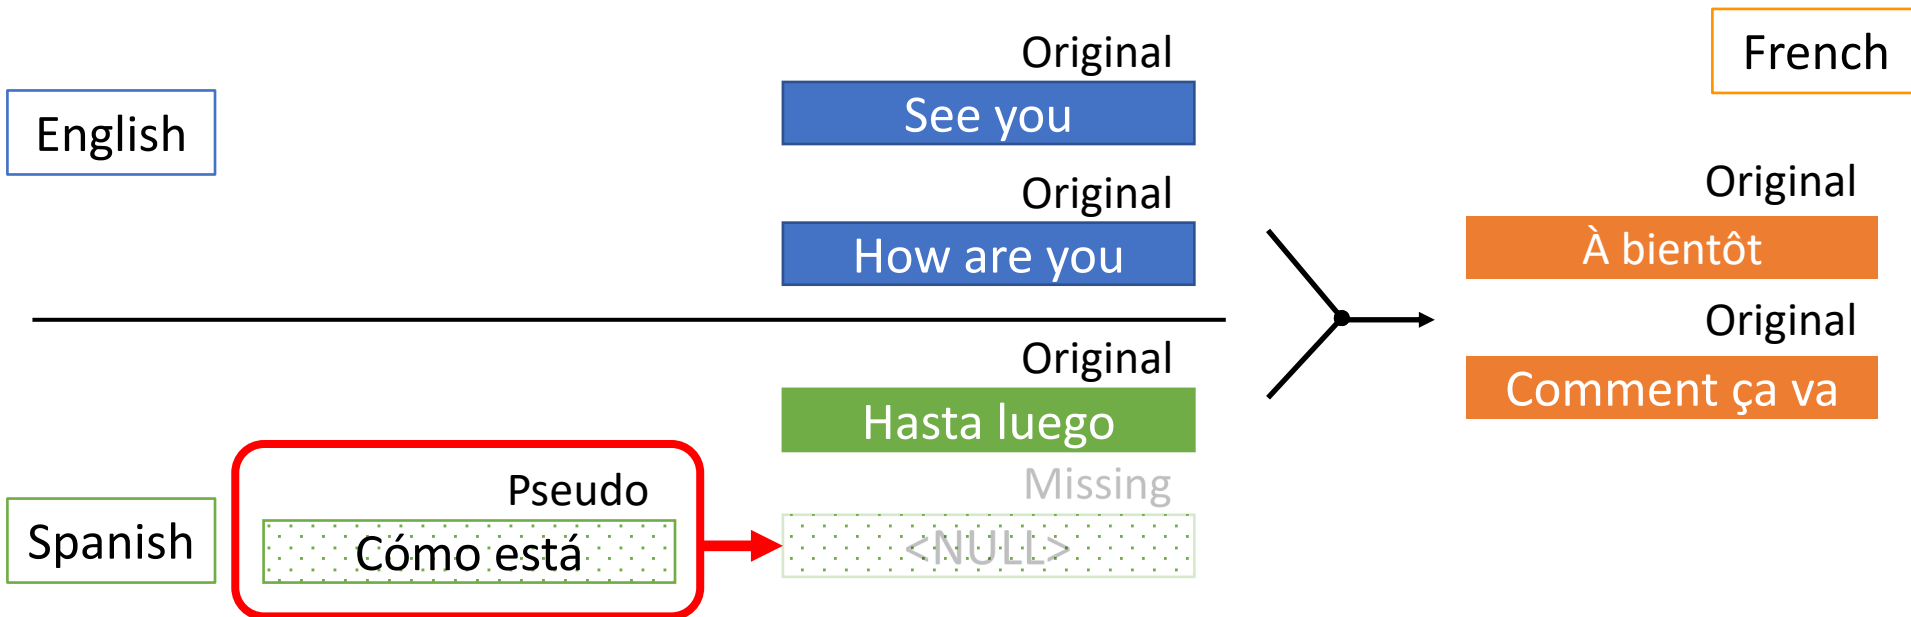 English
Original
See you
Original
How are you
Original
Hasta luego
Missing
<NULL>
Spanish
Pseudo
Cómo está
French
Original
À bientôt
Original
Comment ça va